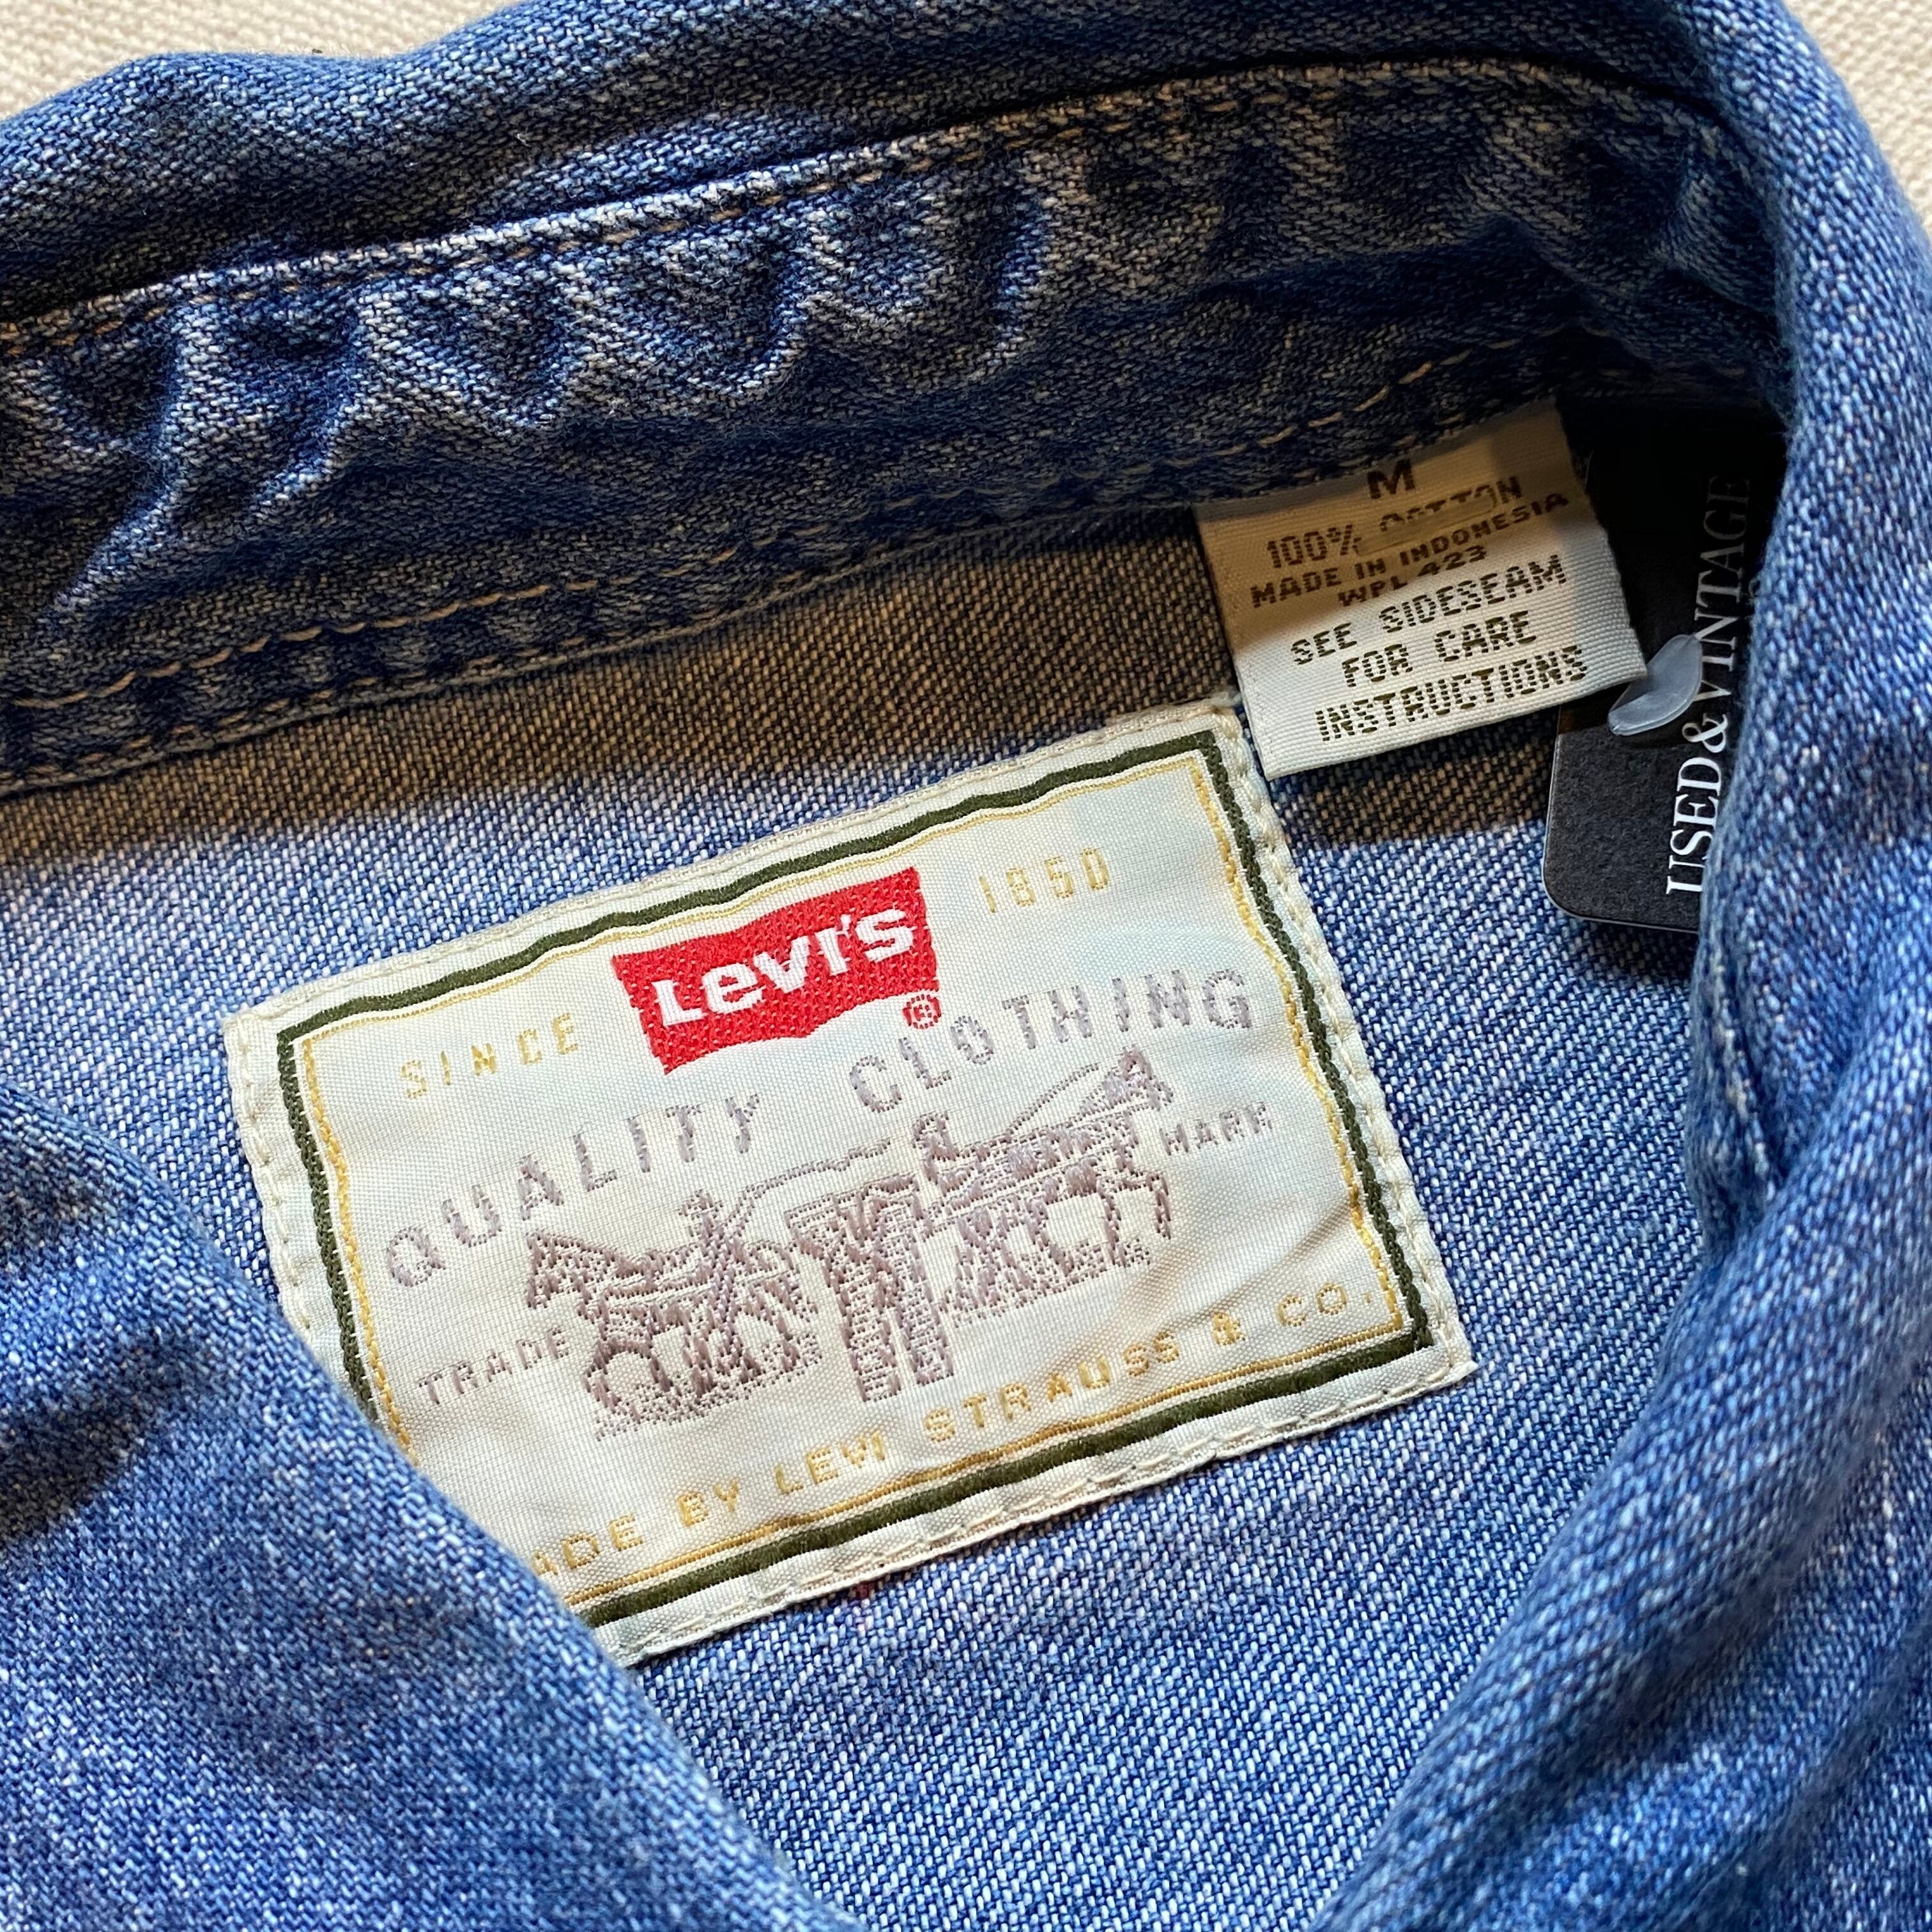 M
100% COTTON
MADE IN INDONESIA
WPL 423
SEE SIDESEAM
FOR CARE
INSTRUCTIONS
USED & VINTAGE
SINCE Levi's ® 1850
QUALITY CLOTHING
TRADE MARK
MADE BY LEVI STRAUSS & CO.